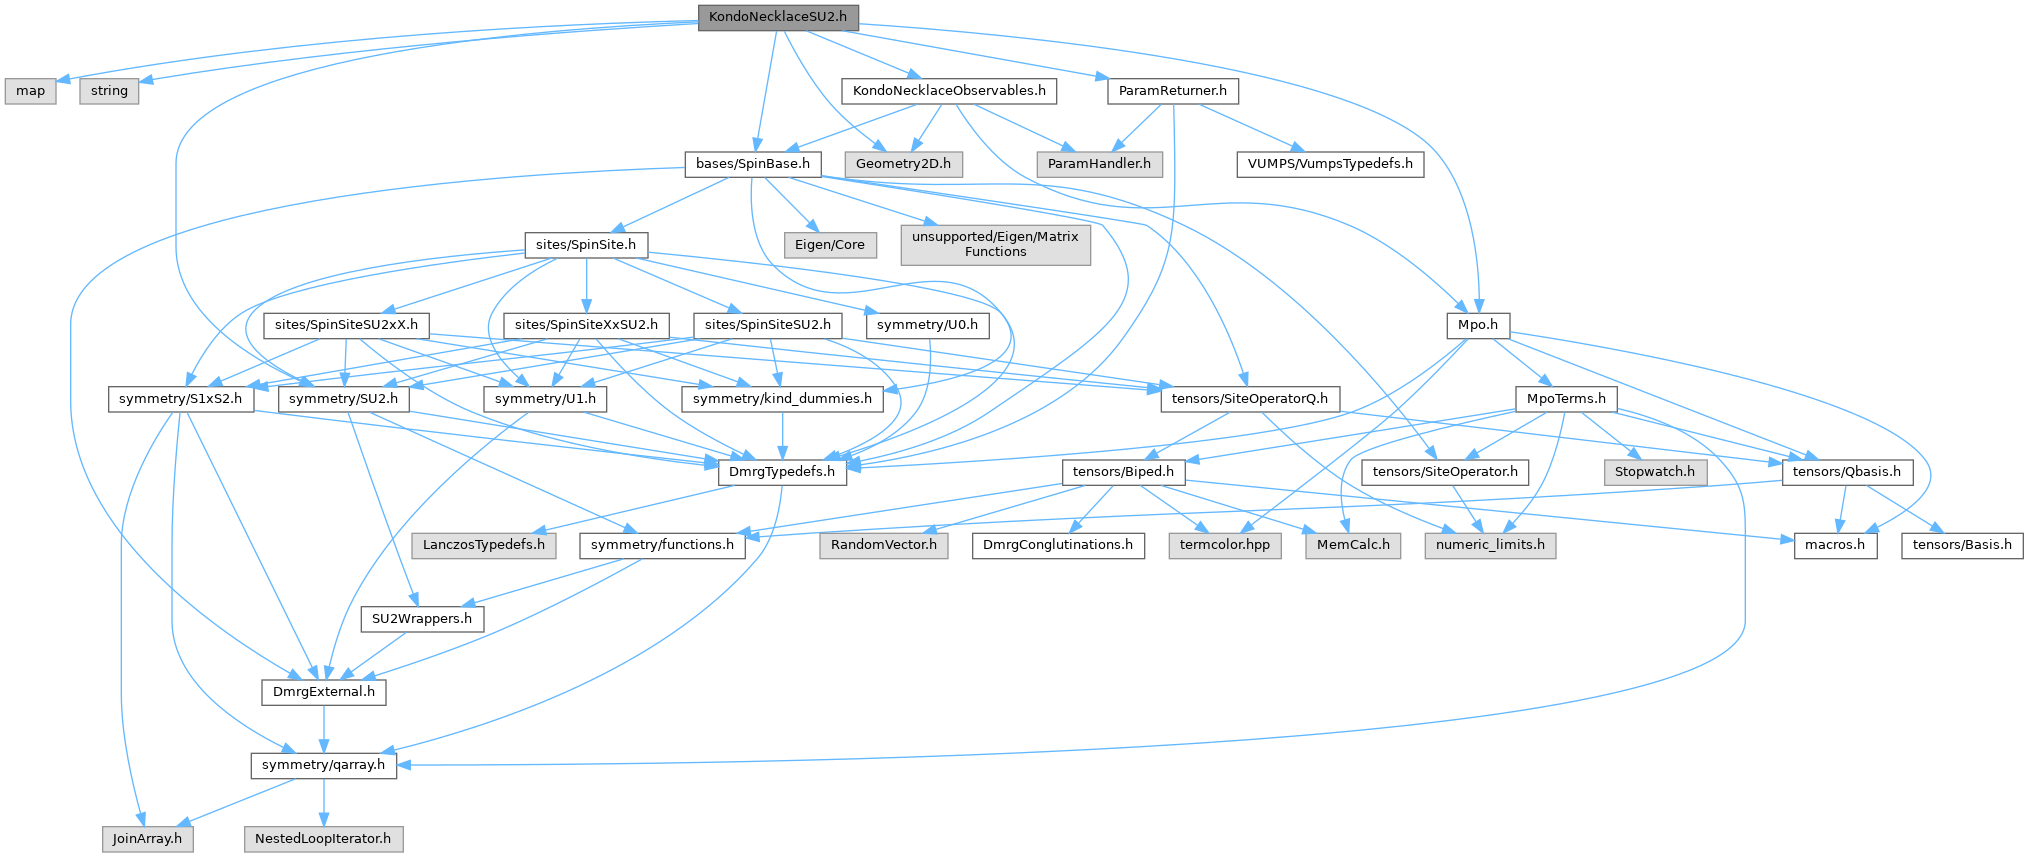 KondoNecklaceSU2.h
map
string
KondoNecklaceObservables.h
ParamReturner.h
bases/SpinBase.h
Geometry2D.h
ParamHandler.h
VUMPS/VumpsTypedefs.h
sites/SpinSite.h
Eigen/Core
unsupported/Eigen/Matrix
Functions
sites/SpinSiteSU2xX.h
sites/SpinSiteXxSU2.h
sites/SpinSiteSU2.h
symmetry/U0.h
Mpo.h
symmetry/S1xS2.h
symmetry/SU2.h
symmetry/U1.h
symmetry/kind_dummies.h
tensors/SiteOperatorQ.h
MpoTerms.h
DmrgTypedefs.h
tensors/Biped.h
tensors/SiteOperator.h
Stopwatch.h
tensors/Qbasis.h
LanczosTypedefs.h
symmetry/functions.h
RandomVector.h
DmrgConglutinations.h
termcolor.hpp
MemCalc.h
numeric_limits.h
macros.h
tensors/Basis.h
SU2Wrappers.h
DmrgExternal.h
symmetry/qarray.h
JoinArray.h
NestedLoopIterator.h